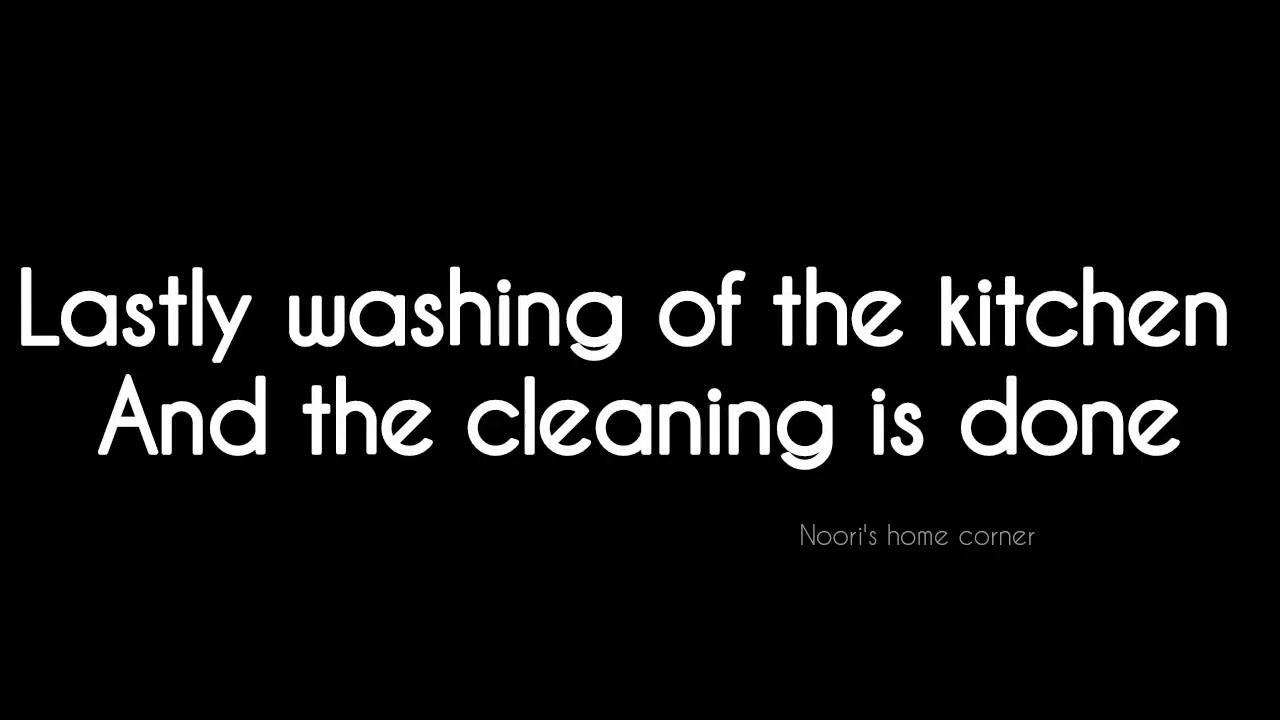 Lastly washing of the kitchen
And the cleaning is done
Noori's home corner